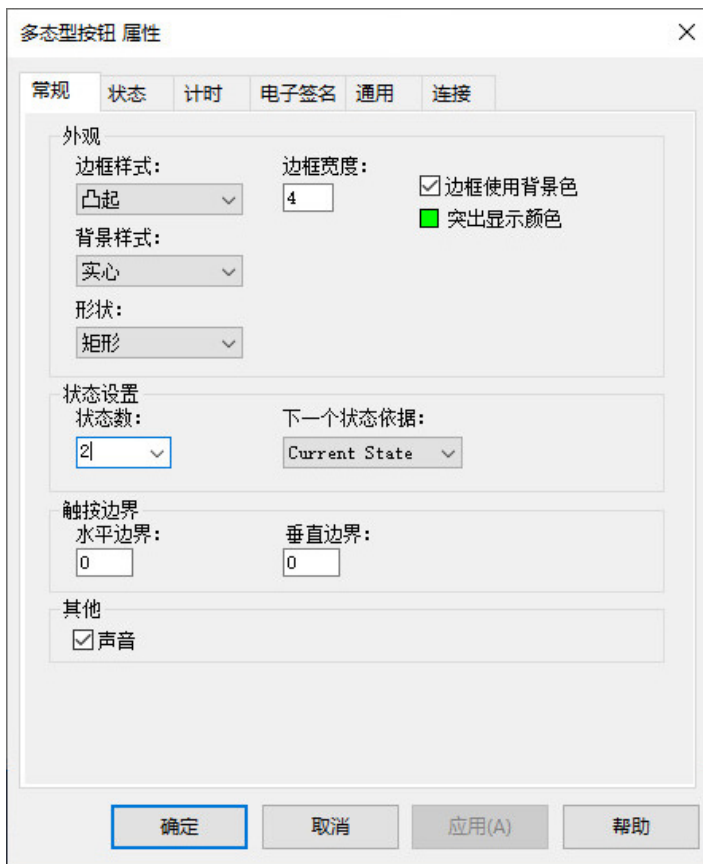 多态型按钮 属性
常规 状态 计时 电子签名 通用 连接
外观
边框样式: 边框宽度:
凸起 4 边框使用背景色
突出显示颜色
背景样式:
实心
形状:
矩形
状态设置
状态数: 下一个状态依据:
2 Current State
触按边界
水平边界: 垂直边界:
0 0
其他
声音
确定 取消 应用(A) 帮助